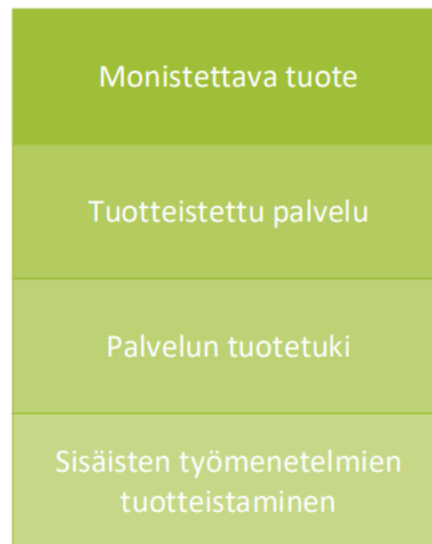 Monistettava tuote
Tuotteistettu palvelu
Palvelun tuotetuki
Sisäisten työmenetelmien
tuotteistaminen